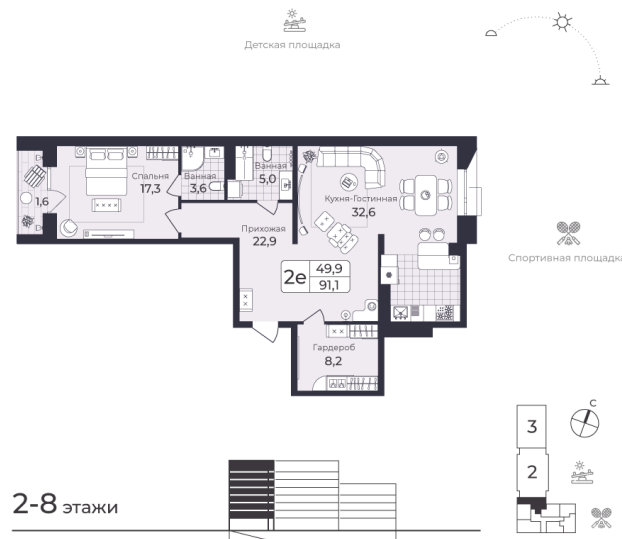 Детская площадка
Спальня
17,3
Ванная
3,6
Ванная
5,0
1,6
Кухня-Гостинная
32,6
Прихожая
22,9
2е
49,9
91,1
Спортивная площадка
Гардероб
8,2
С
3
2
2-8 этажи